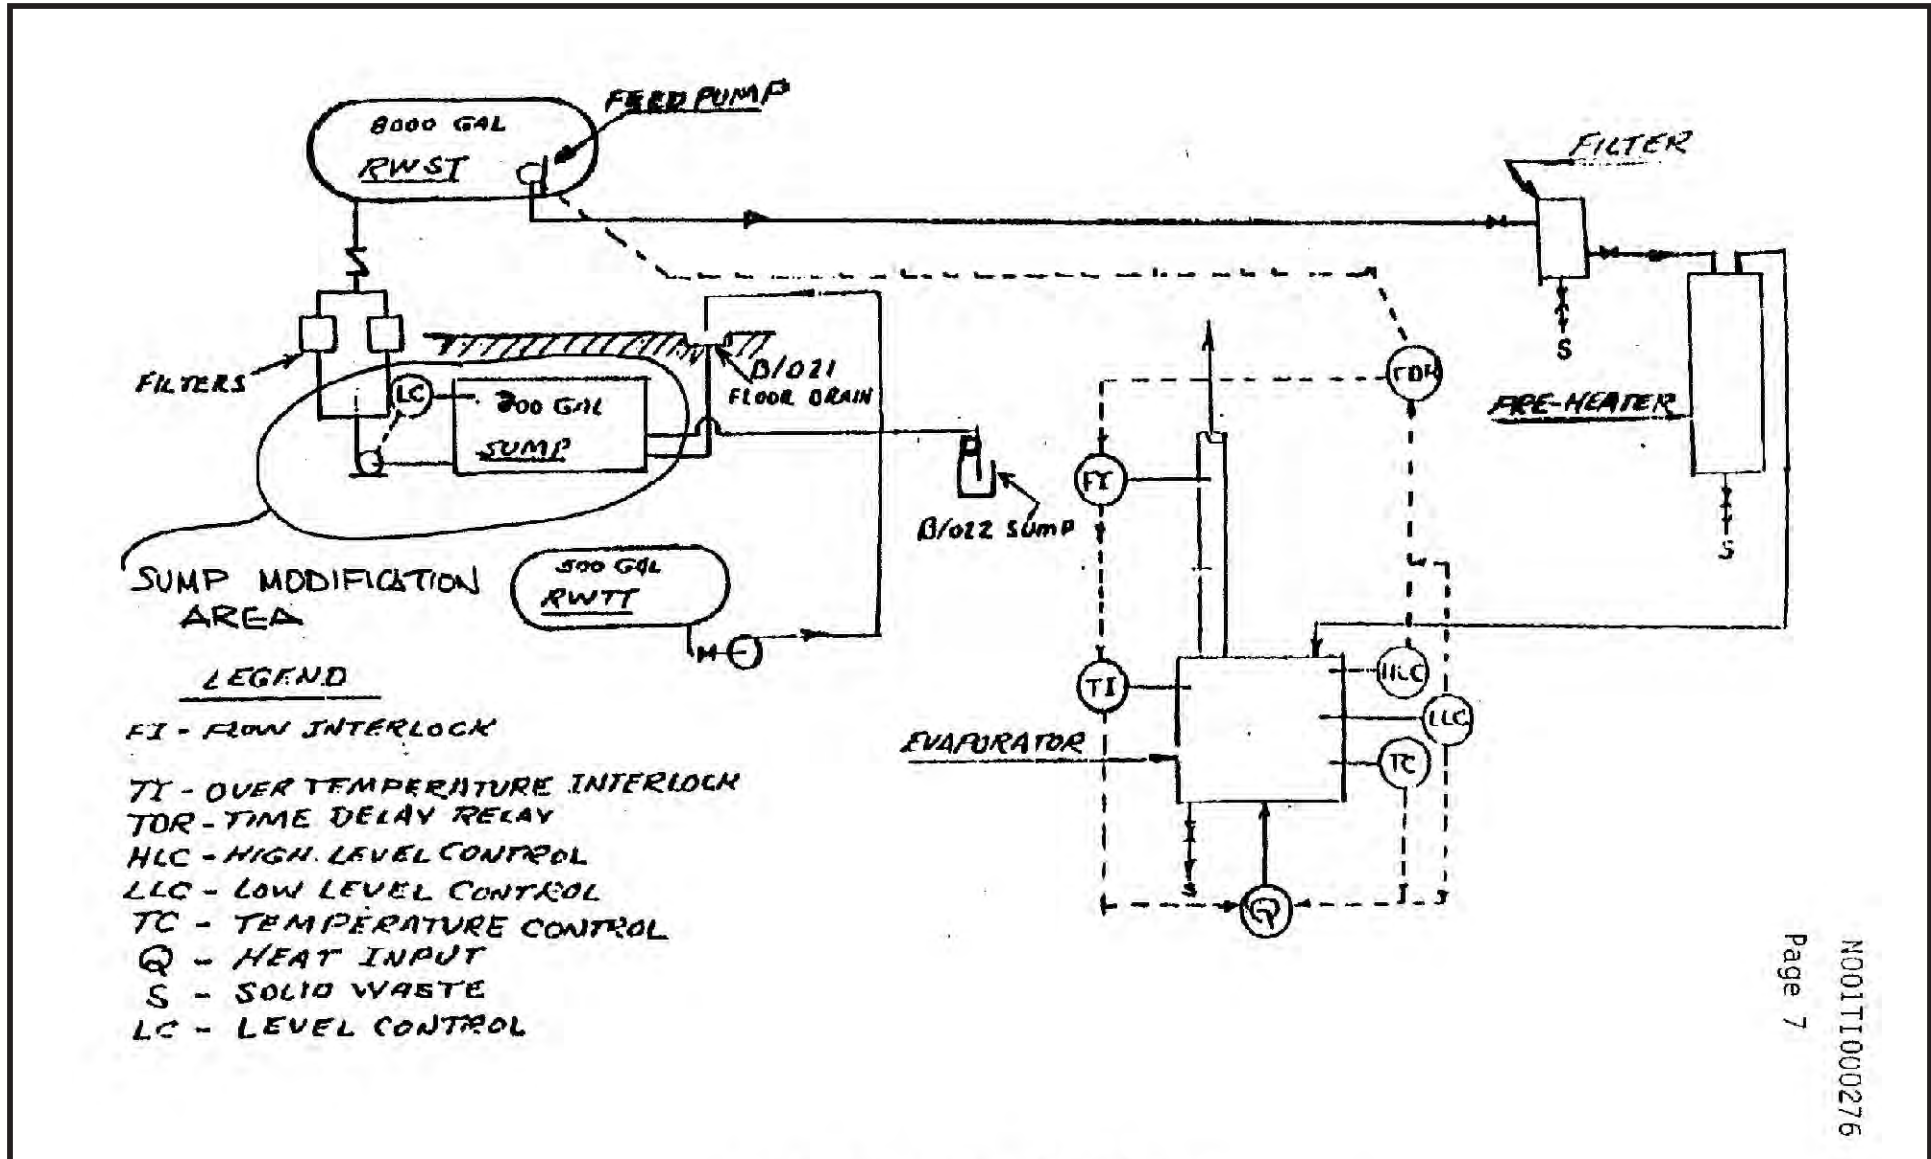 8000 GAL
RWST
FEED PUMP
FILTER
S
PRE-HEATER
S
FILTERS
LC
GAL
SUMP
B/021
FLOOR DRAIN
B/022 SUMP
SUMP MODIFICATION
AREA
500 GAL
RWTT
FI
TI
HLC
LLC
TC
EVAPORATOR
S
Q
LEGEND
FI - FLOW INTERLOCK
TI - OVER TEMPERATURE INTERLOCK
TDR - TIME DELAY RELAY
HLC - HIGH LEVEL CONTROL
LLC - LOW LEVEL CONTROL
TC - TEMPERATURE CONTROL
Q - HEAT INPUT
S - SOLID WASTE
LC - LEVEL CONTROL
N001TI000276
Page 7